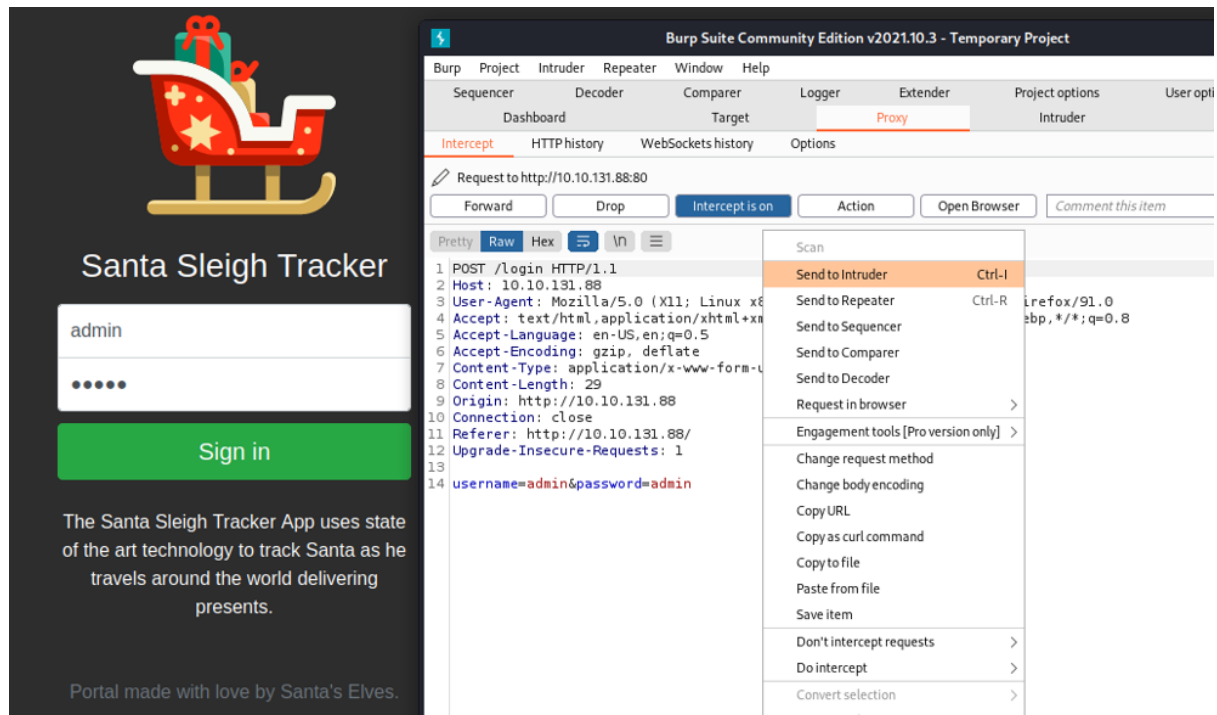 Santa Sleigh Tracker
admin
●●●●●
Sign in
The Santa Sleigh Tracker App uses state
of the art technology to track Santa as he
travels around the world delivering
presents.
Portal made with love by Santa's Elves.
Burp Suite Community Edition v2021.10.3 - Temporary Project
Burp Project Intruder Repeater Window Help
Sequencer Decoder Comparer Logger Extender Project options User opti
Dashboard Target Proxy Intruder
Intercept HTTP history WebSockets history Options
Request to http://10.10.131.88:80
Forward Drop Intercept is on Action Open Browser Comment this item
Pretty Raw Hex \n
1 POST /login HTTP/1.1
2 Host: 10.10.131.88
3 User-Agent: Mozilla/5.0 (X11; Linux x8 irefox/91.0
4 Accept: text/html,application/xhtml+xm ebp,*/*;q=0.8
5 Accept-Language: en-US,en;q=0.5
6 Accept-Encoding: gzip, deflate
7 Content-Type: application/x-www-form-u
8 Content-Length: 29
9 Origin: http://10.10.131.88
10 Connection: close
11 Referer: http://10.10.131.88/
12 Upgrade-Insecure-Requests: 1
13
14 username=admin&password=admin
Scan
Send to Intruder Ctrl-I
Send to Repeater Ctrl-R
Send to Sequencer
Send to Comparer
Send to Decoder
Request in browser
Engagement tools [Pro version only]
Change request method
Change body encoding
Copy URL
Copy as curl command
Copy to file
Paste from file
Save item
Don't intercept requests
Do intercept
Convert selection